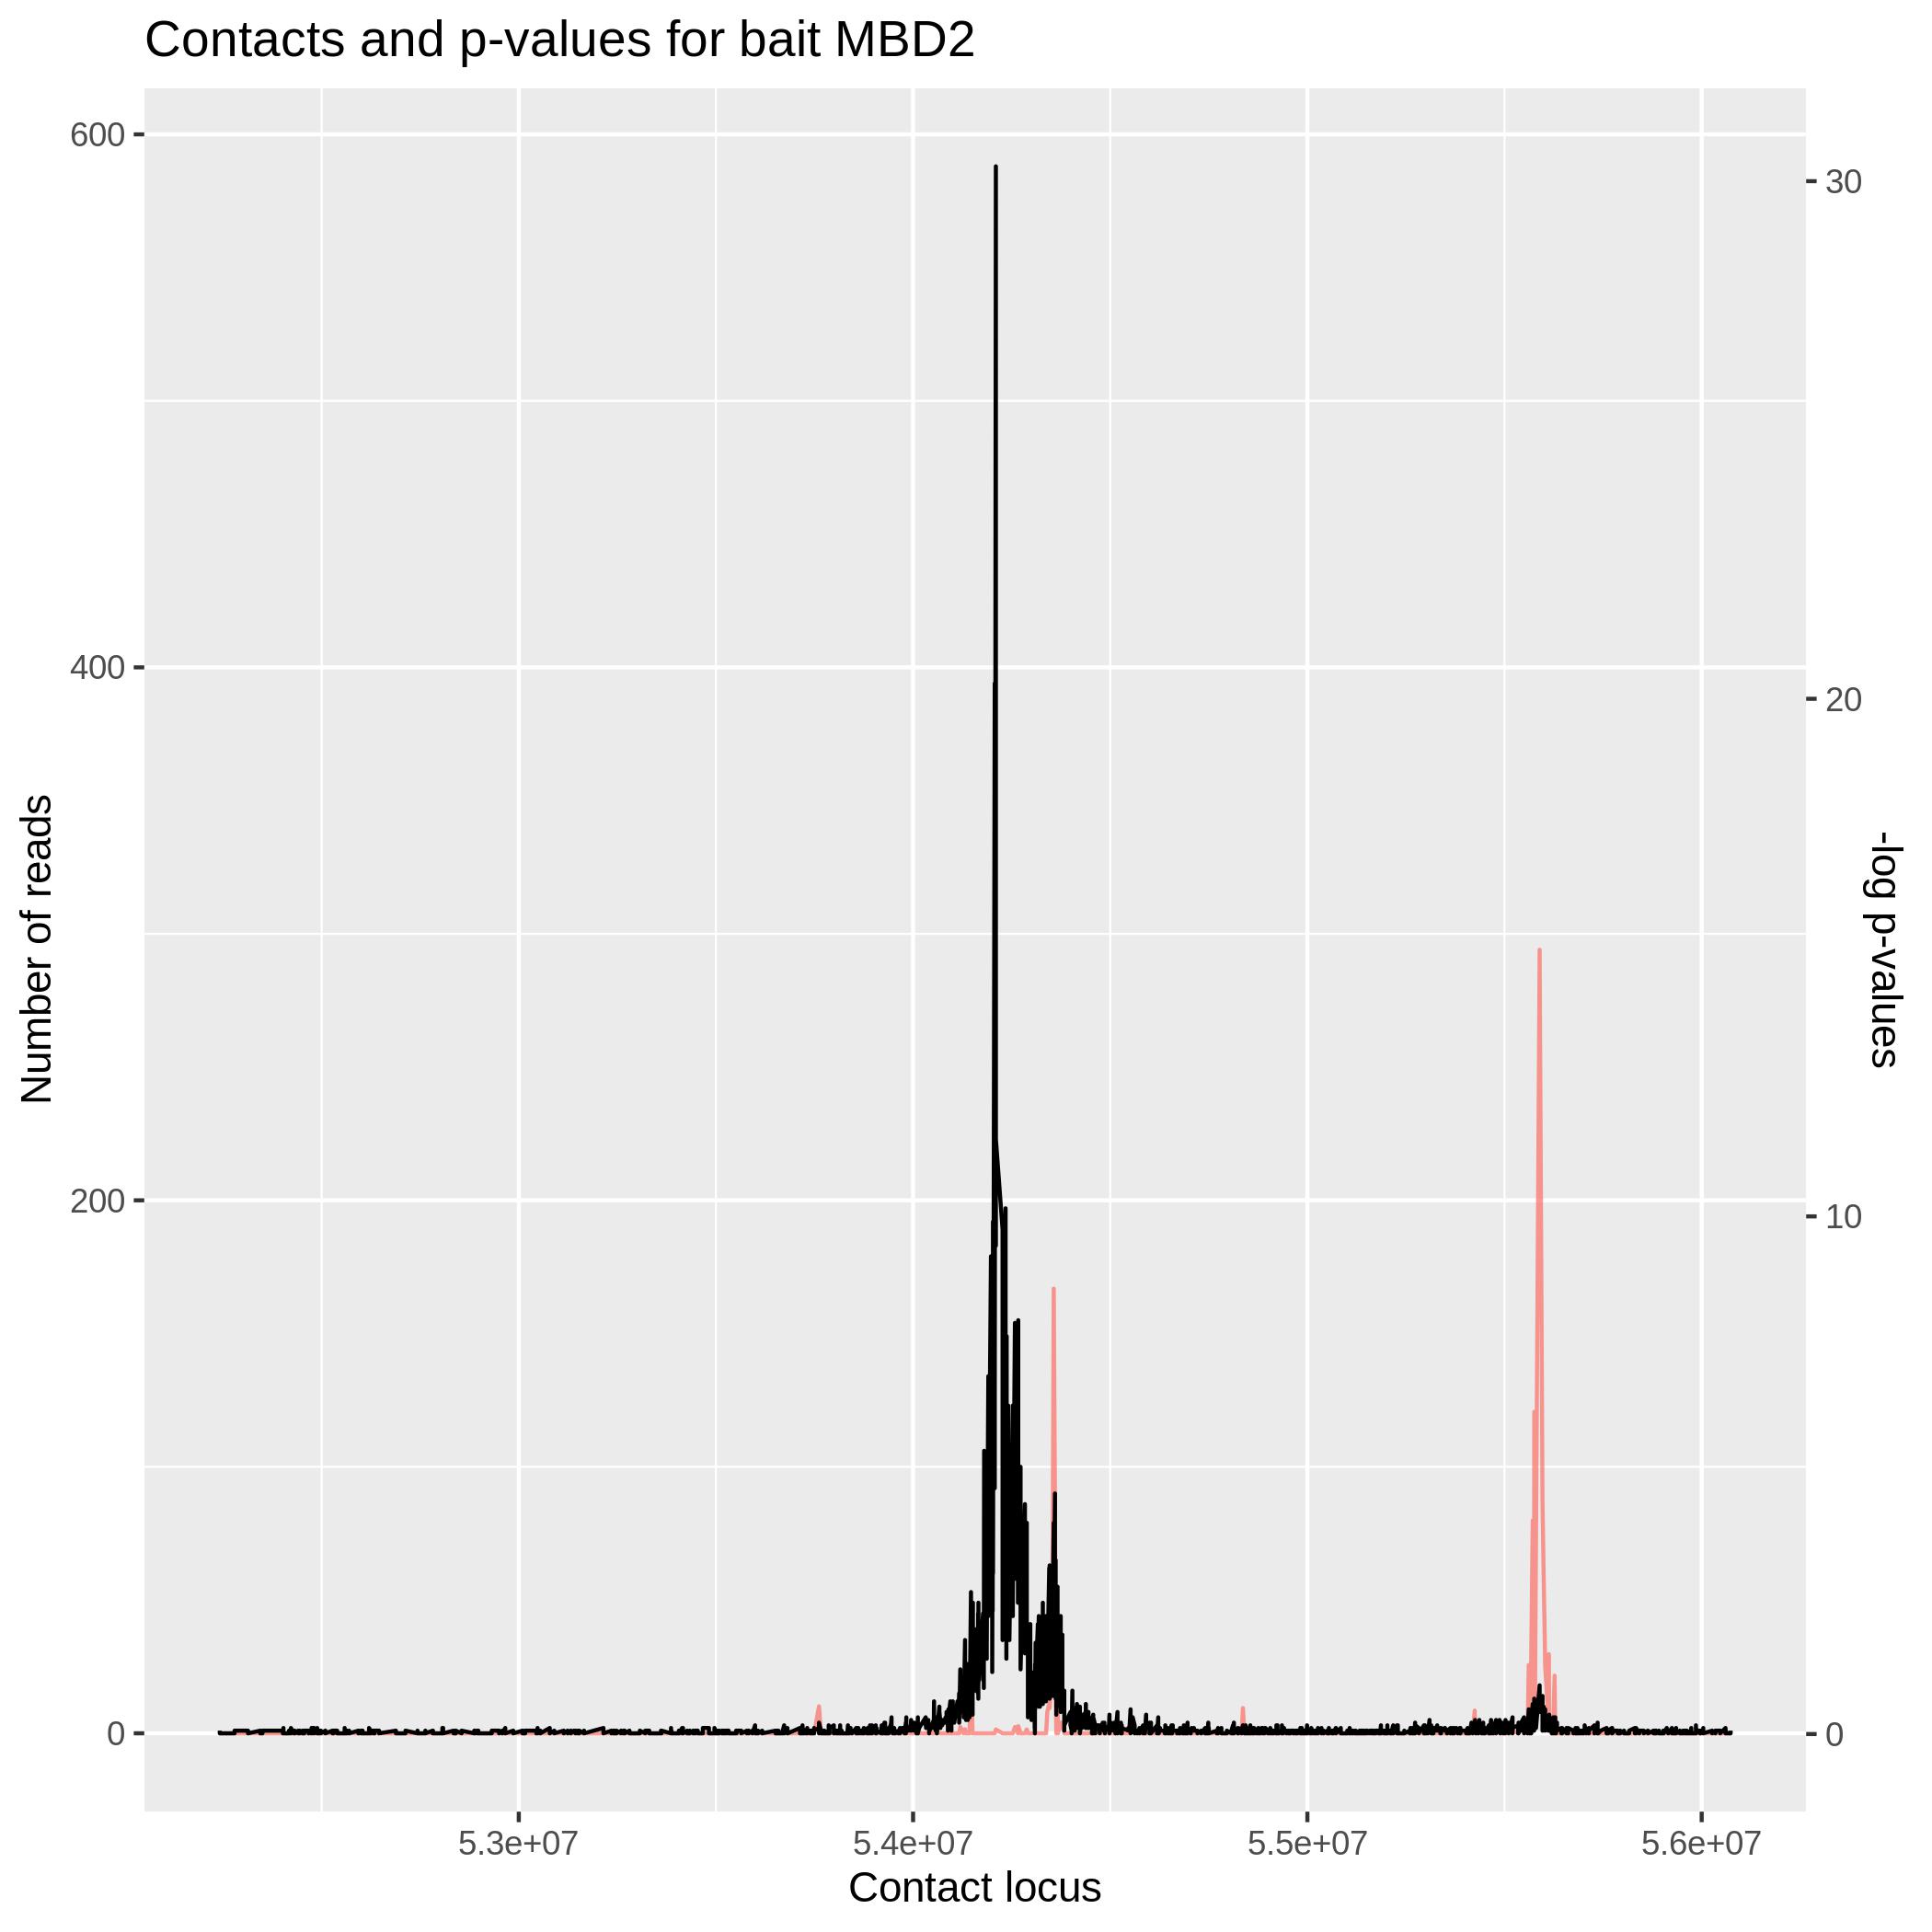 Contacts and p-values for bait MBD2
600
400
200
0
30
20
10
0
Number of reads
-log p-values
5.3e+07
5.4e+07
5.5e+07
5.6e+07
Contact locus